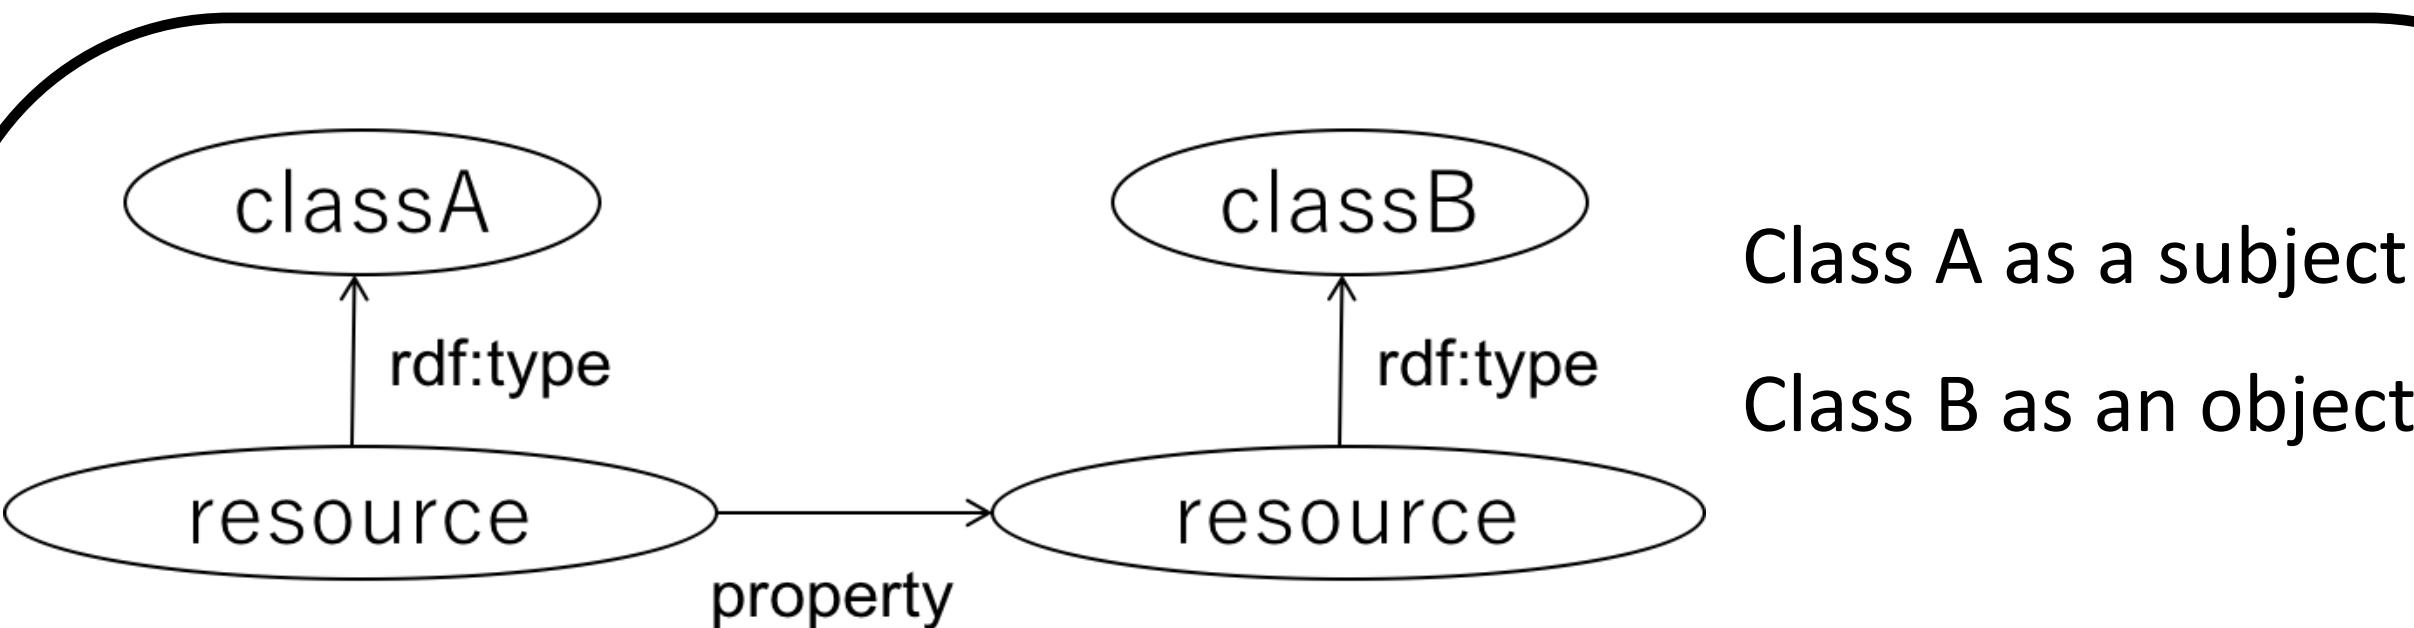 classA
classB
Class A as a subject
rdf:type
rdf:type
Class B as an object
resource
resource
property